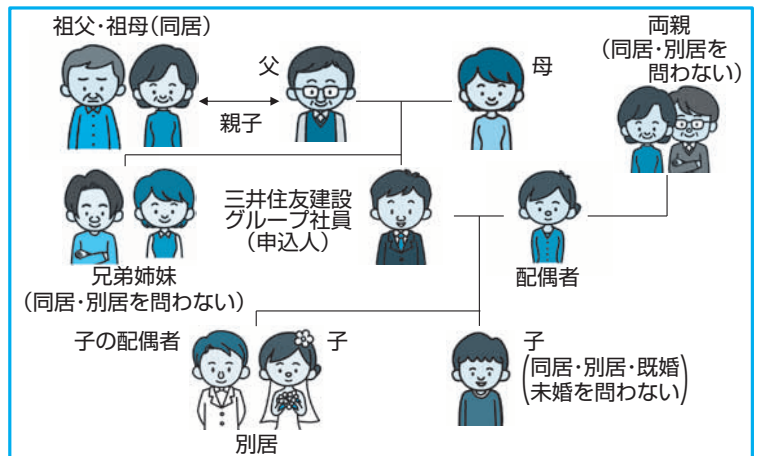 祖父・祖母(同居)
父
母
両親
(同居・別居を
問わない)
親子
三井住友建設
グループ社員
(申込人)
配偶者
兄弟姉妹
(同居・別居を問わない)
子の配偶者
子
別居
子
(同居・別居・既婚
未婚を問わない)